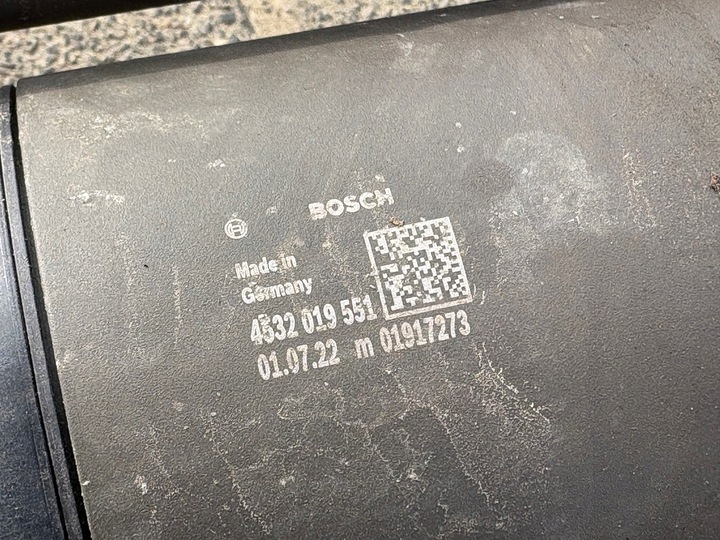 BOSCH
Made in
Germany
4532 019 551
01.07.22 m 01917273